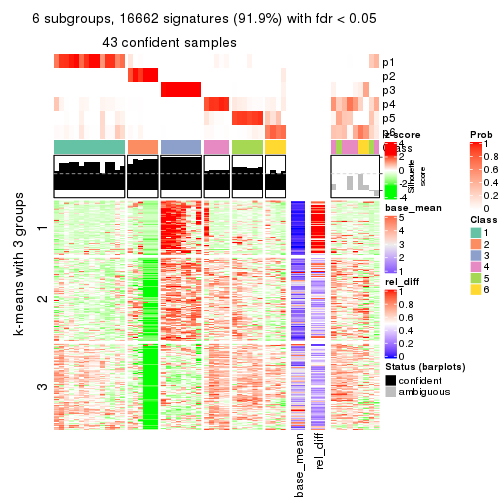 6 subgroups, 16662 signatures (91.9%) with fdr < 0.05
43 confident samples
p1
p2
p3
p4
p5
p6
Class
Silhouette
score
k-means with 3 groups
1
2
3
base_mean
rel_diff
z-score
4
2
0
-2
-4
base_mean
5
4
3
2
1
rel_diff
1
0.8
0.6
0.4
0.2
0
Status (barplots)
confident
ambiguous
Prob
1
0.8
0.6
0.4
0.2
0
Class
1
2
3
4
5
6